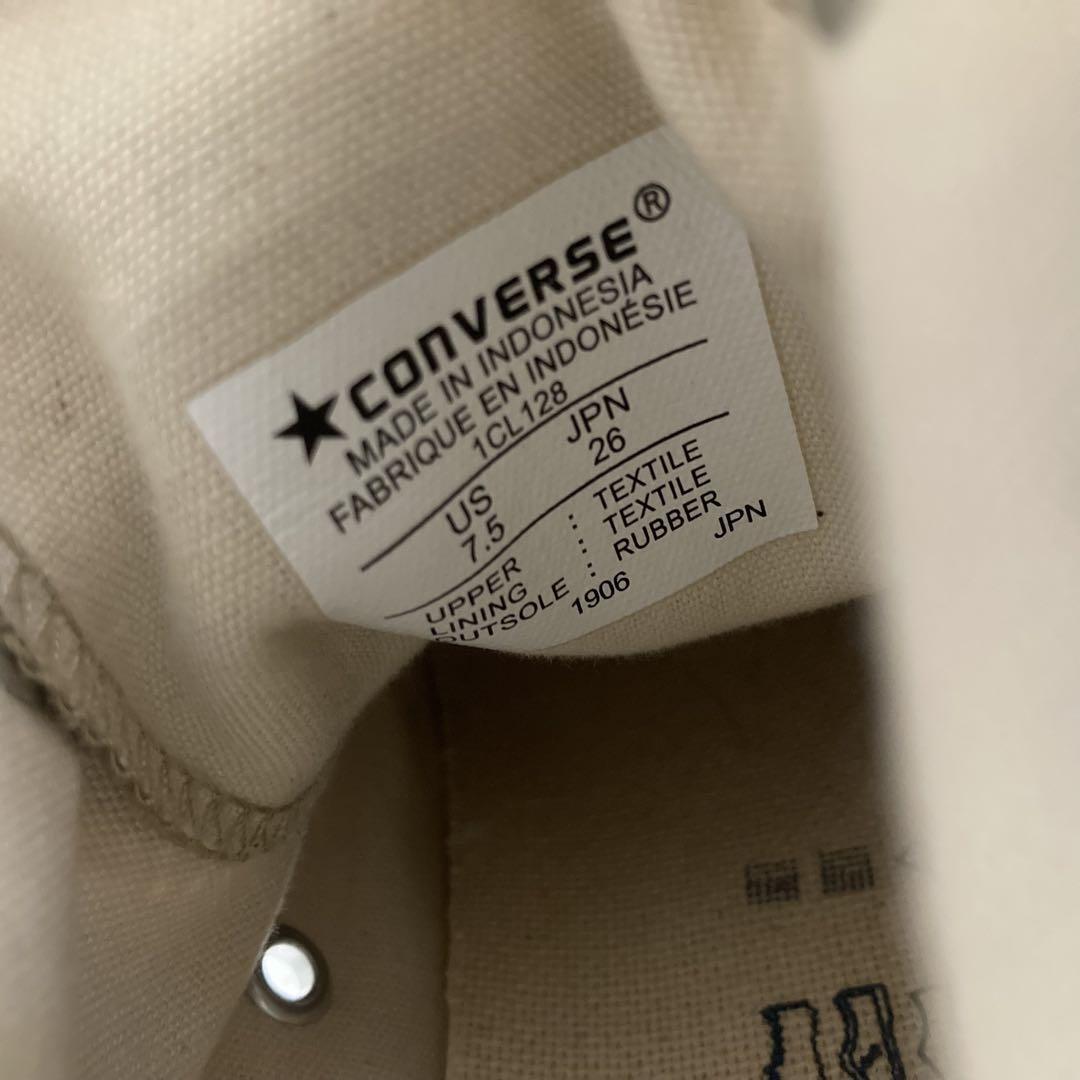 ★CONVERSE®
MADE IN INDONESIA
FABRIQUE EN INDONÉSIE
1CL128
US JPN
7.5 26
UPPER : TEXTILE
LINING : TEXTILE
OUTSOLE : RUBBER
1906 JPN